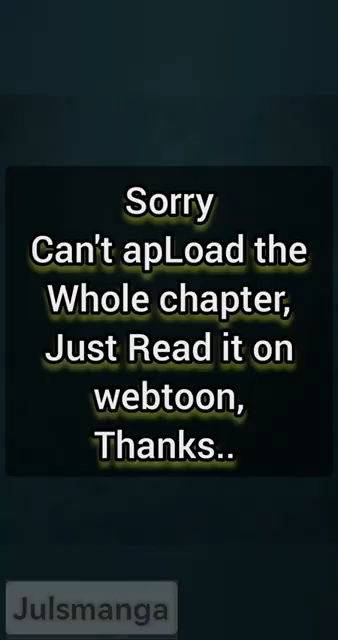 Sorry
Can't apLoad the
Whole chapter,
Just Read it on
webtoon,
Thanks..
Julsmanga